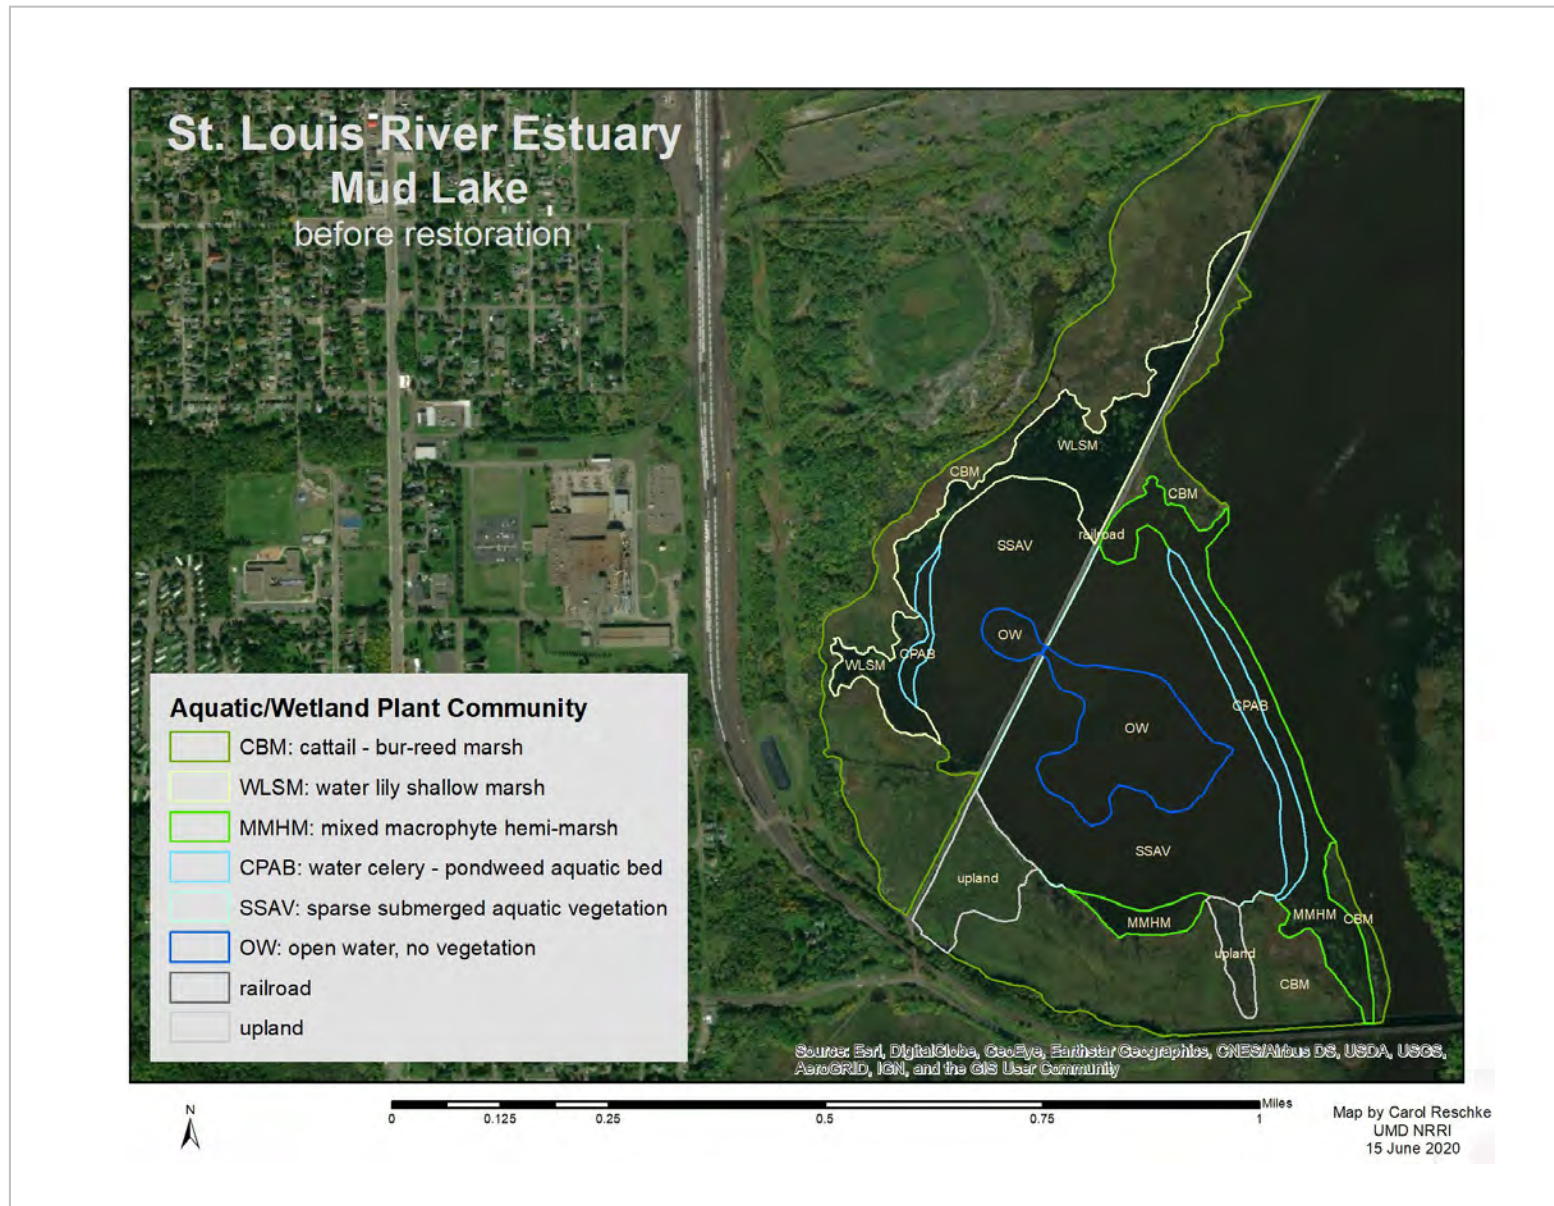 St. Louis River Estuary
Mud Lake
before restoration
WLSM
CBM
CBM
SSAV
railroad
OW
WLSM
CPAB
CPAB
OW
SSAV
upland
MMHM
MMHM
CBM
upland
CBM
Aquatic/Wetland Plant Community
CBM: cattail - bur-reed marsh
WLSM: water lily shallow marsh
MMHM: mixed macrophyte hemi-marsh
CPAB: water celery - pondweed aquatic bed
SSAV: sparse submerged aquatic vegetation
OW: open water, no vegetation
railroad
upland
Source: Esri, DigitalGlobe, GeoEye, Earthstar Geographics, CNES/Airbus DS, USDA, USGS,
AeroGRID, IGN, and the GIS User Community
N
0 0.125 0.25 0.5 0.75 1 Miles
Map by Carol Reschke
UMD NRRI
15 June 2020